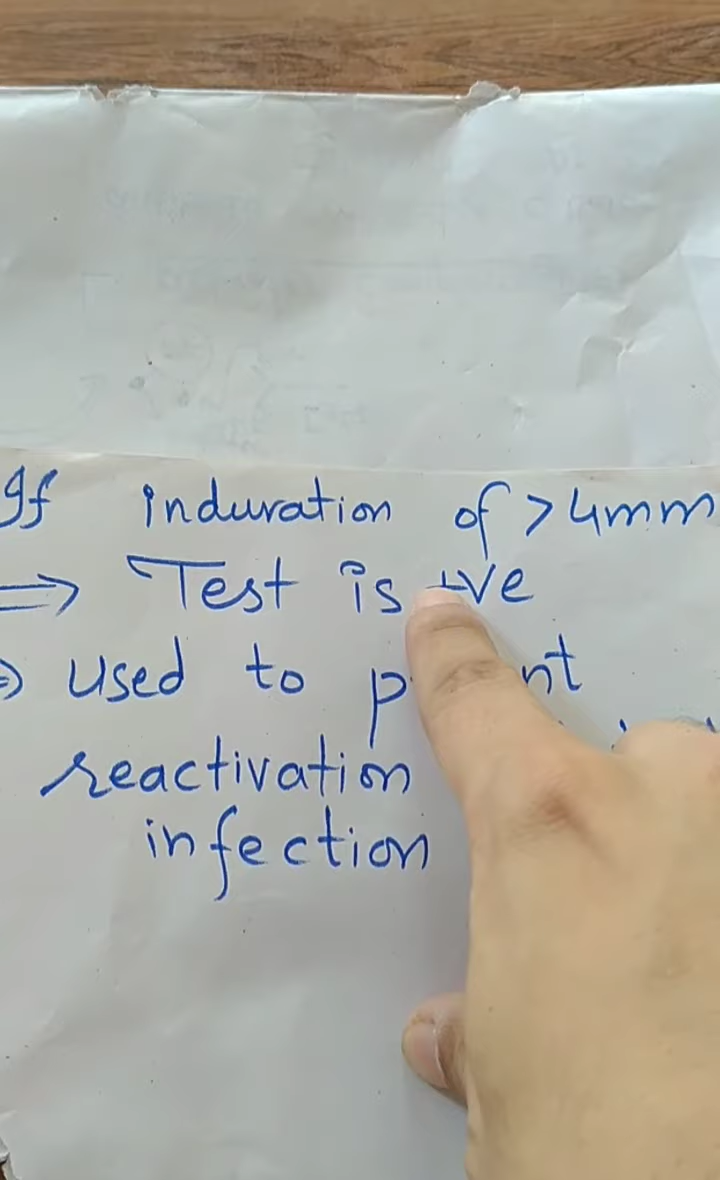 If induration of > 4mm
⇒ Test is +ve
⇒ used to
reactivation
infection